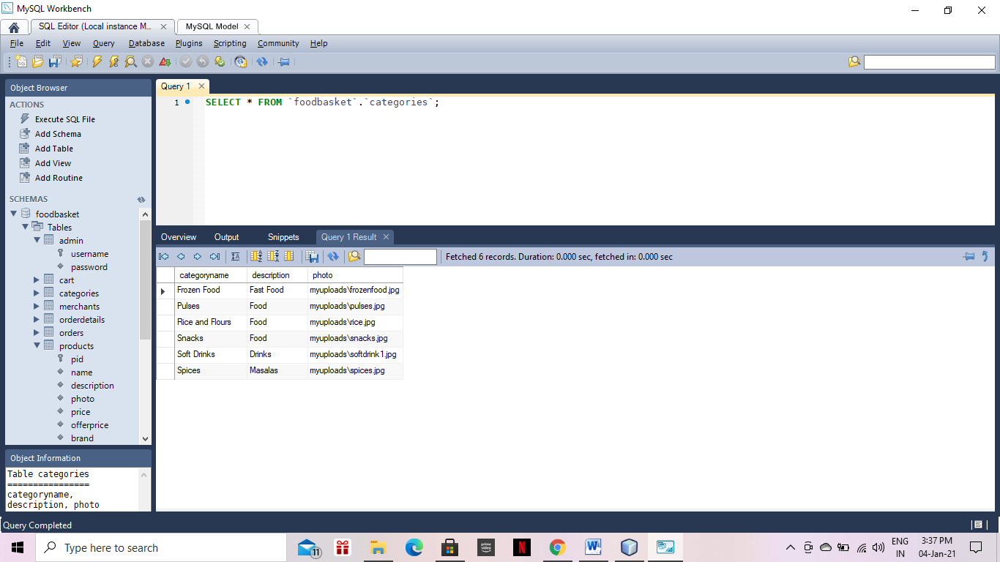 MySQL Workbench
SQL Editor (Local instance M... MySQL Model
File Edit View Query Database Plugins Scripting Community Help
Object Browser
ACTIONS
Execute SQL File
Add Schema
Add Table
Add View
Add Routine
SCHEMAS
foodbasket
Tables
admin
username
password
cart
categories
merchants
orderdetails
orders
products
pid
name
description
photo
price
offerprice
brand
Object Information
Table categories
================
categoryname,
description, photo
Query 1
1 SELECT * FROM `foodbasket`.`categories`;
Overview Output Snippets Query 1 Result
Fetched 6 records. Duration: 0.000 sec, fetched in: 0.000 sec
categoryname description photo
Frozen Food Fast Food myuploads\frozenfood.jpg
Pulses Food myuploads\pulses.jpg
Rice and Flours Food myuploads\rice.jpg
Snacks Food myuploads\snacks.jpg
Soft Drinks Drinks myuploads\softdrink1.jpg
Spices Masalas myuploads\spices.jpg
Query Completed
Type here to search 11 prime video N W ENG 3:37 PM
IN 04-Jan-21